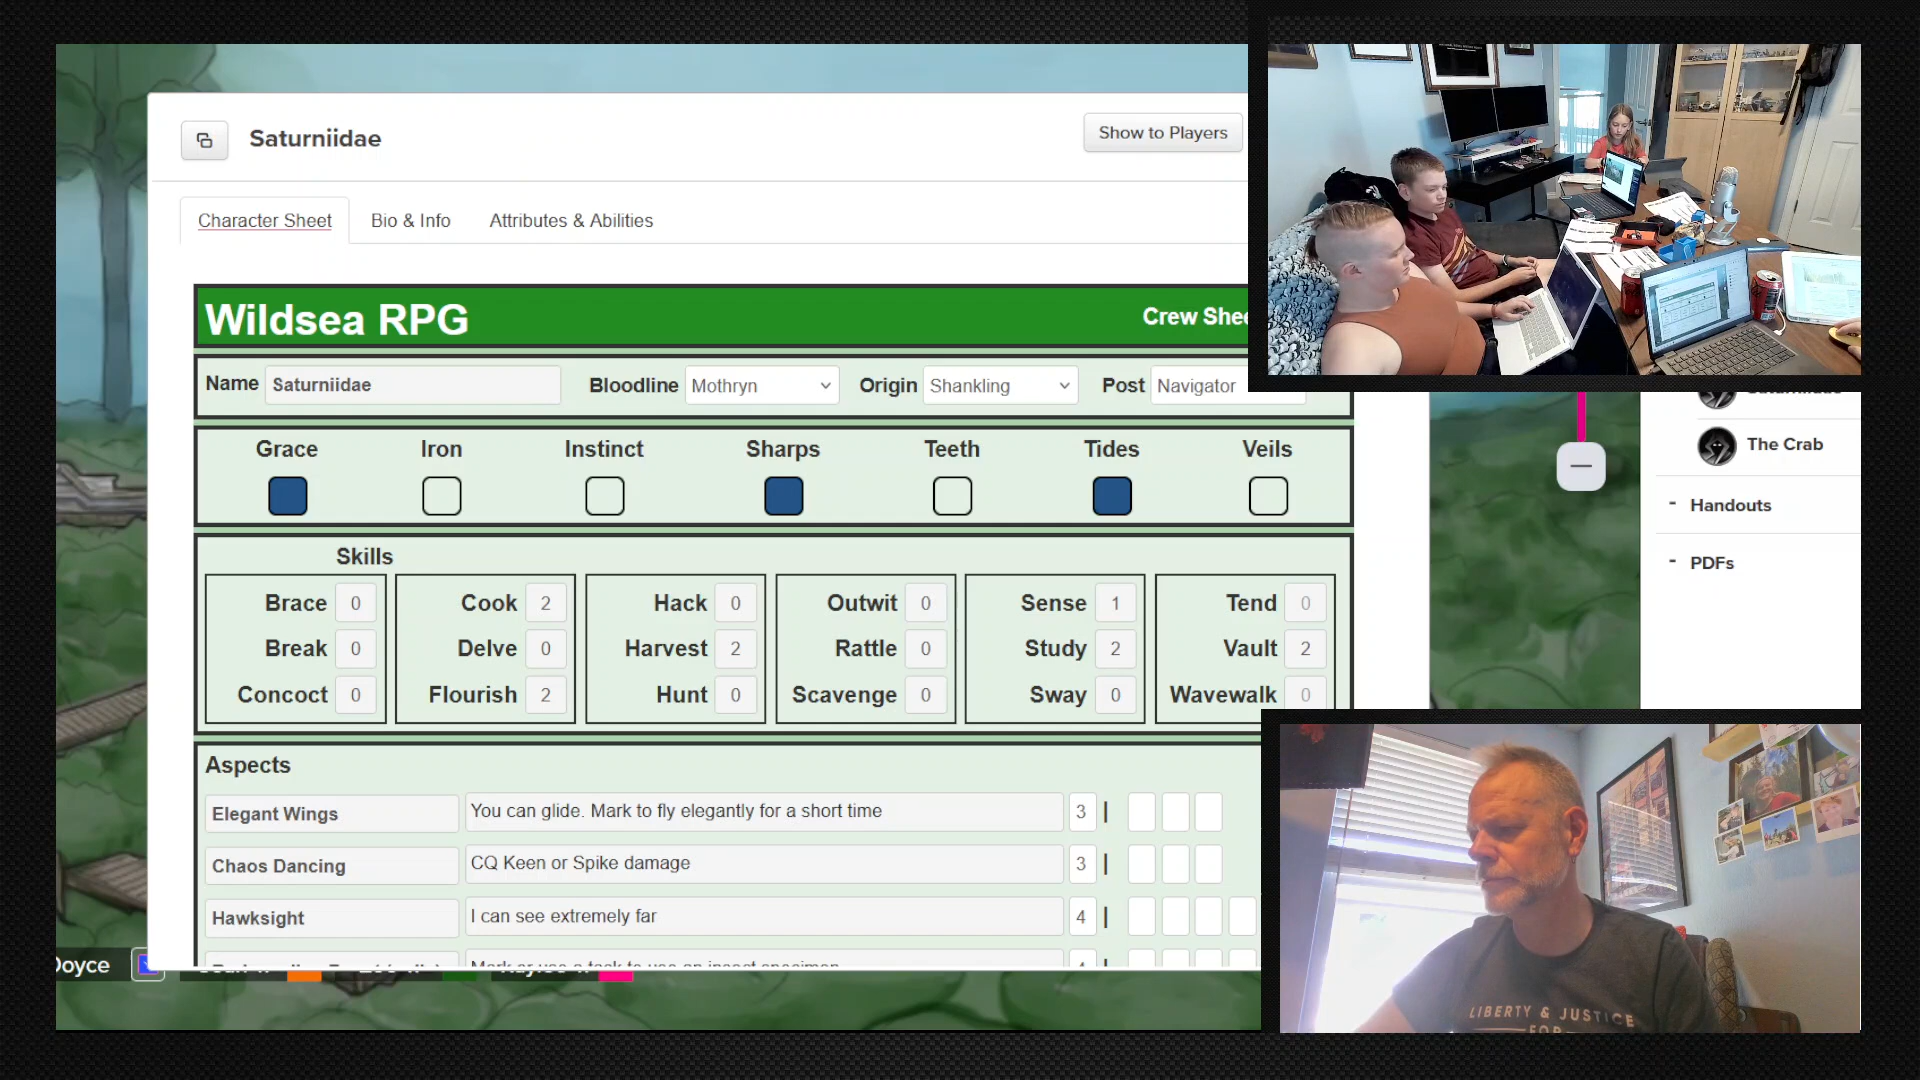 Saturniidae
Show to Players
Character Sheet Bio & Info Attributes & Abilities
Wildsea RPG
Crew
Name Saturniidae Bloodline Mothryn Origin Shankling Post Navigator
Grace Iron Instinct Sharps Teeth Tides Veils
Skills
Brace 0 Cook 2 Hack 0 Outwit 0 Sense 1 Tend 0
Break 0 Delve 0 Harvest 2 Rattle 0 Study 2 Vault 2
Concoct 0 Flourish 2 Hunt 0 Scavenge 0 Sway 0 Wavewalk 0
Aspects
Elegant Wings You can glide. Mark to fly elegantly for a short time 3 |
Chaos Dancing CQ Keen or Spike damage 3 |
Hawksight I can see extremely far 4 |
The Crab
- Handouts
- PDFs
LIBERTY & JUSTICE
FOR